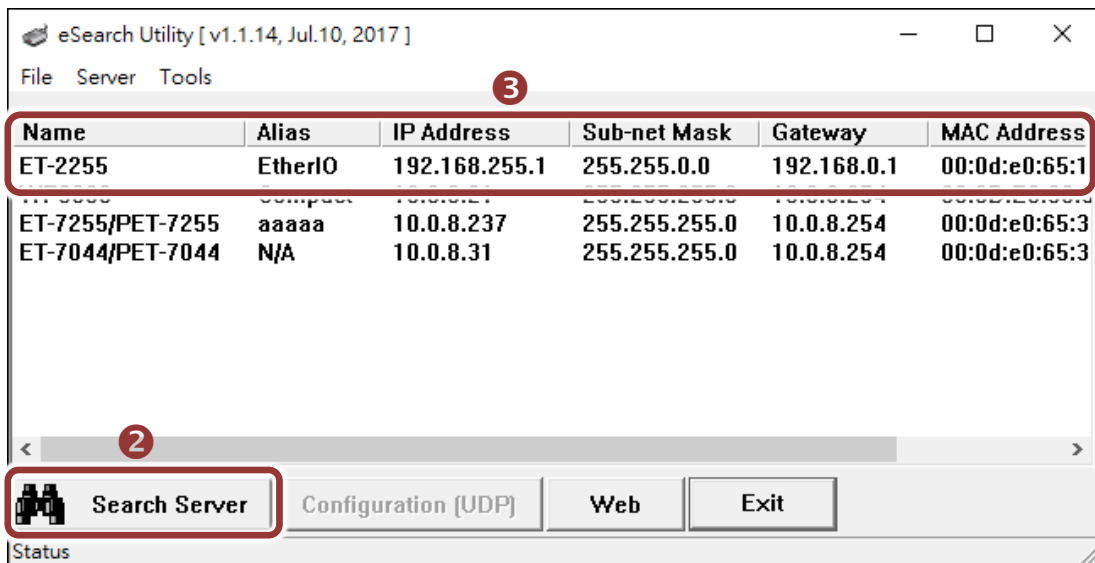 eSearch Utility [ v1.1.14, Jul.10, 2017 ]
File Server Tools
3
Name Alias IP Address Sub-net Mask Gateway MAC Address
ET-2255 EtherIO 192.168.255.1 255.255.0.0 192.168.0.1 00:0d:e0:65:1
ET-7255/PET-7255 aaaaa 10.0.8.237 255.255.255.0 10.0.8.254 00:0d:e0:65:3
ET-7044/PET-7044 N/A 10.0.8.31 255.255.255.0 10.0.8.254 00:0d:e0:65:3
2
Search Server Configuration (UDP) Web Exit
Status